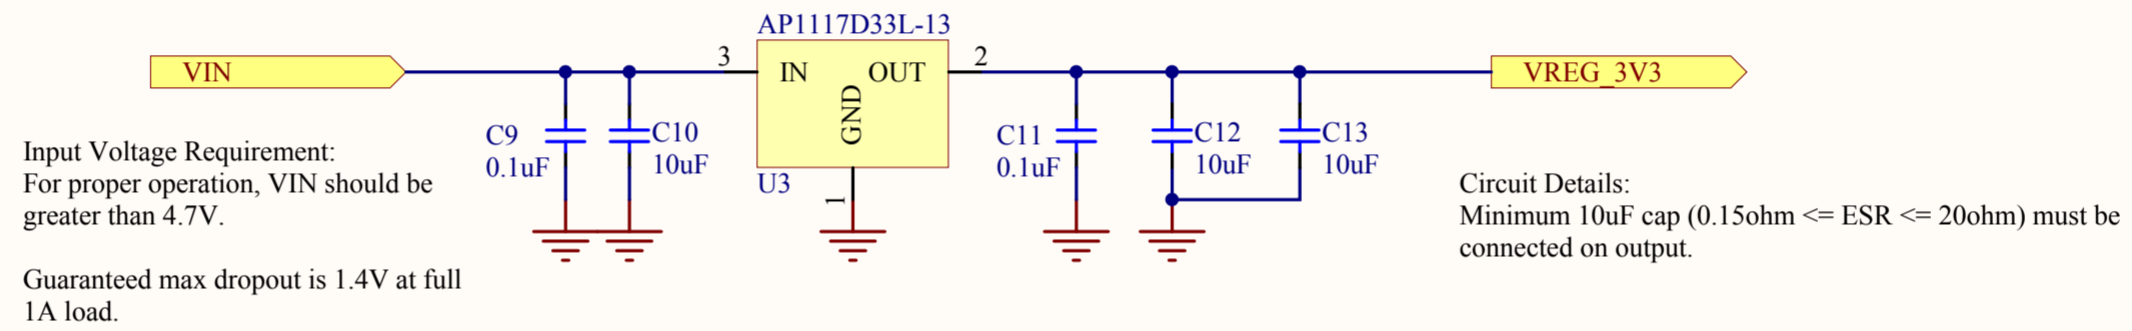 AP1117D33L-13
VIN
3
IN
OUT
2
VREG_3V3
GND
C9
0.1uF
C10
10uF
U3
1
C11
0.1uF
C12
10uF
C13
10uF
Input Voltage Requirement:
For proper operation, VIN should be
greater than 4.7V.
Guaranteed max dropout is 1.4V at full
1A load.
Circuit Details:
Minimum 10uF cap (0.15ohm <= ESR <= 20ohm) must be
connected on output.